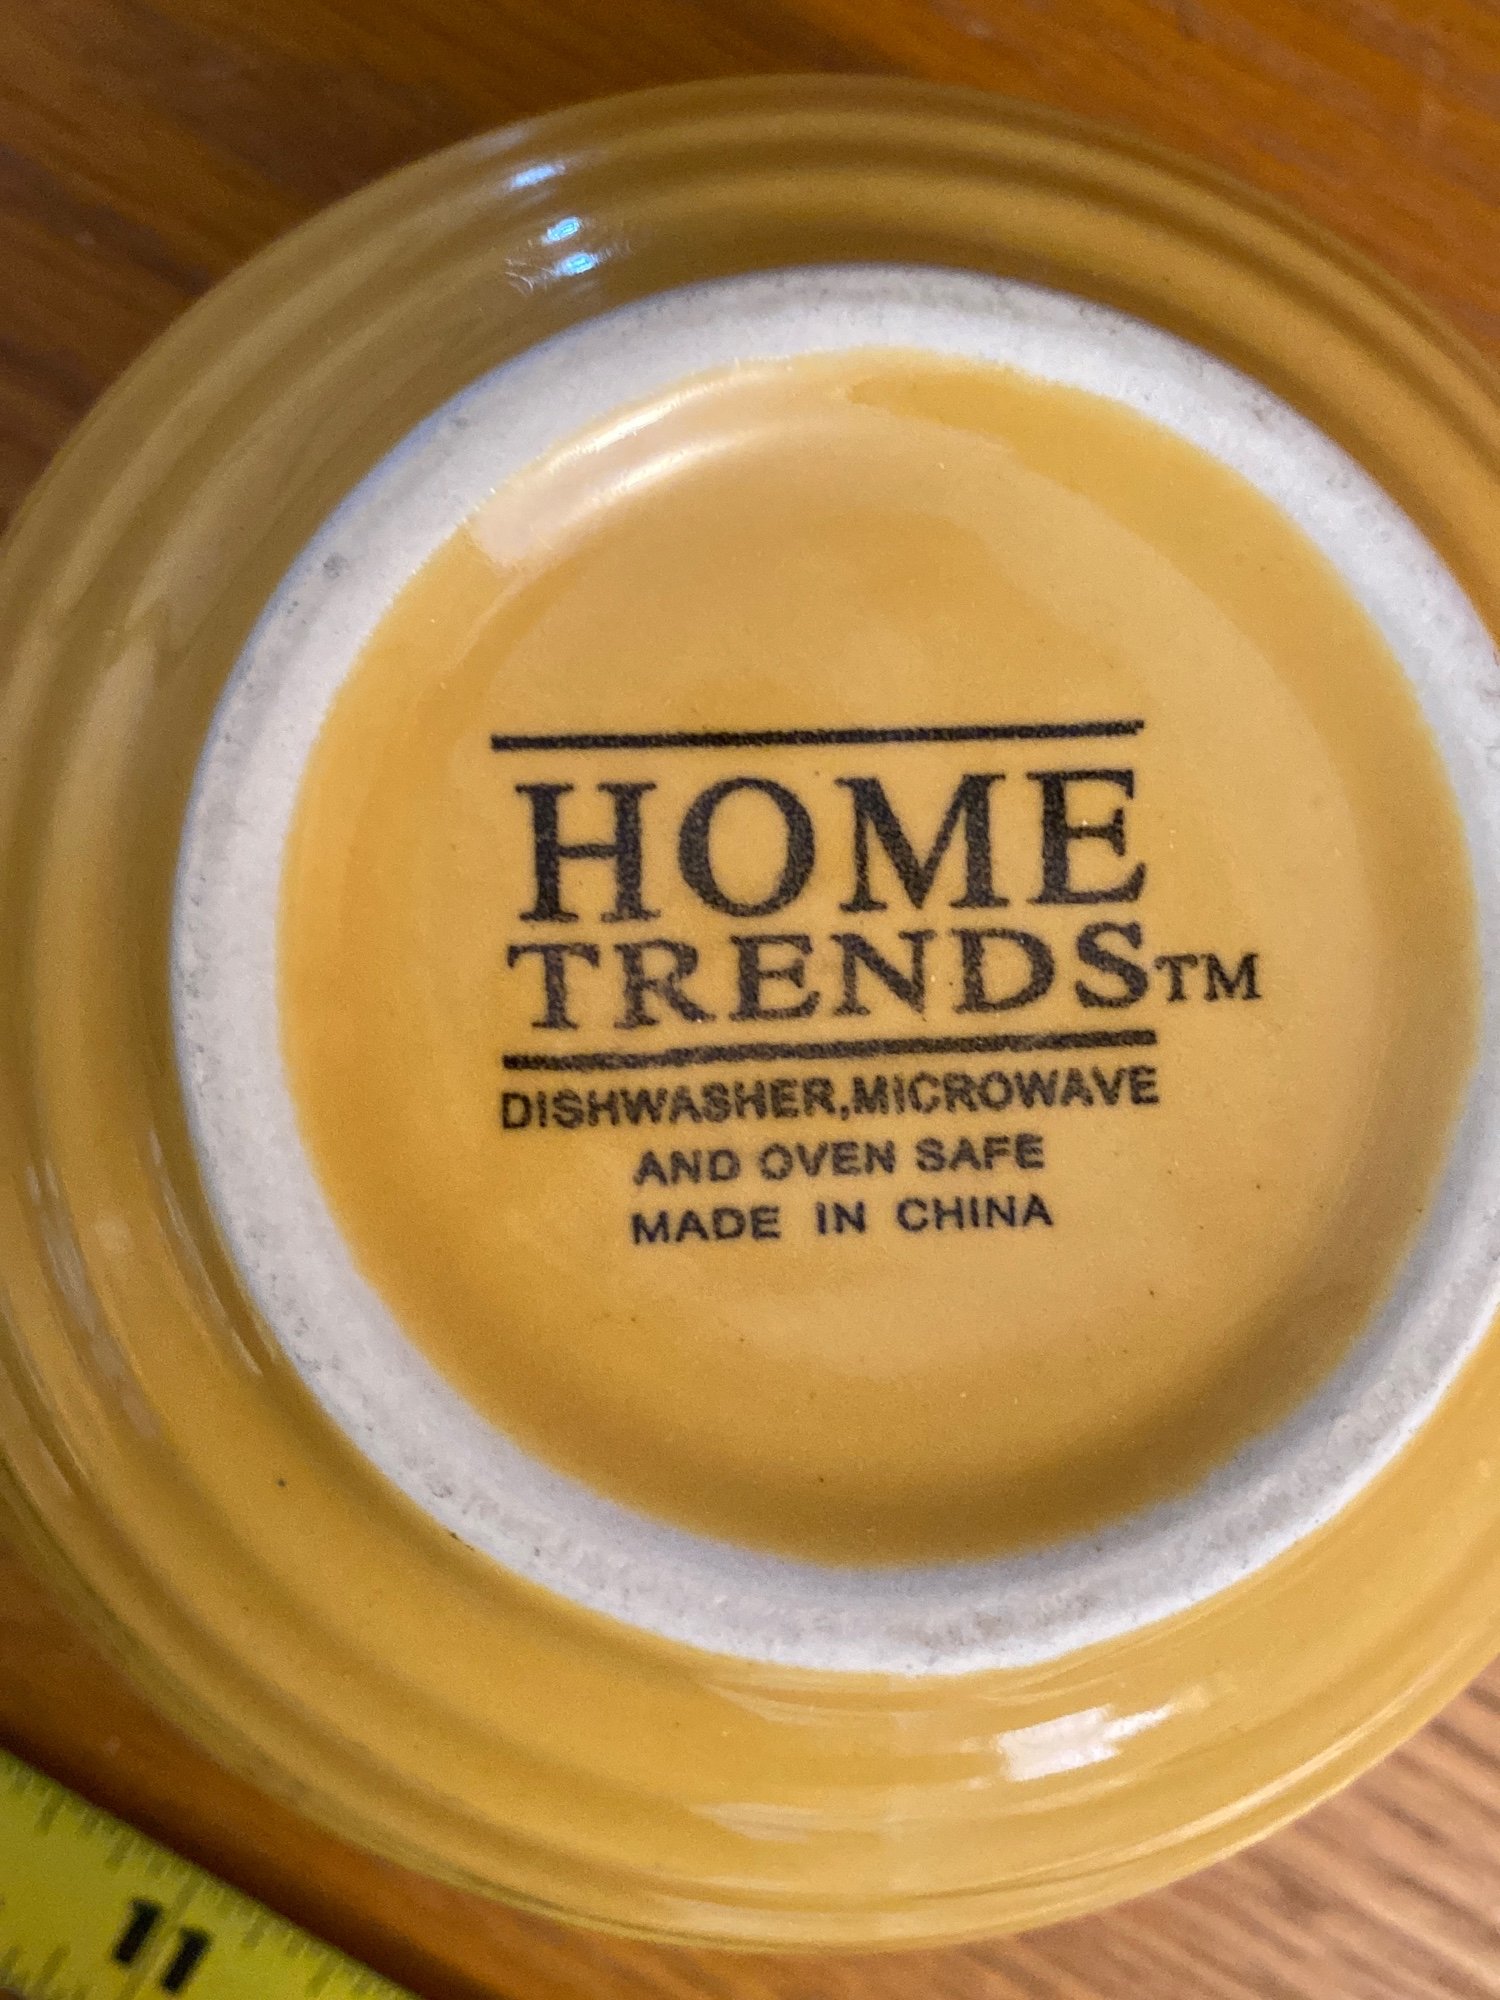 HOME
TRENDS™
DISHWASHER,MICROWAVE
AND OVEN SAFE
MADE IN CHINA
11